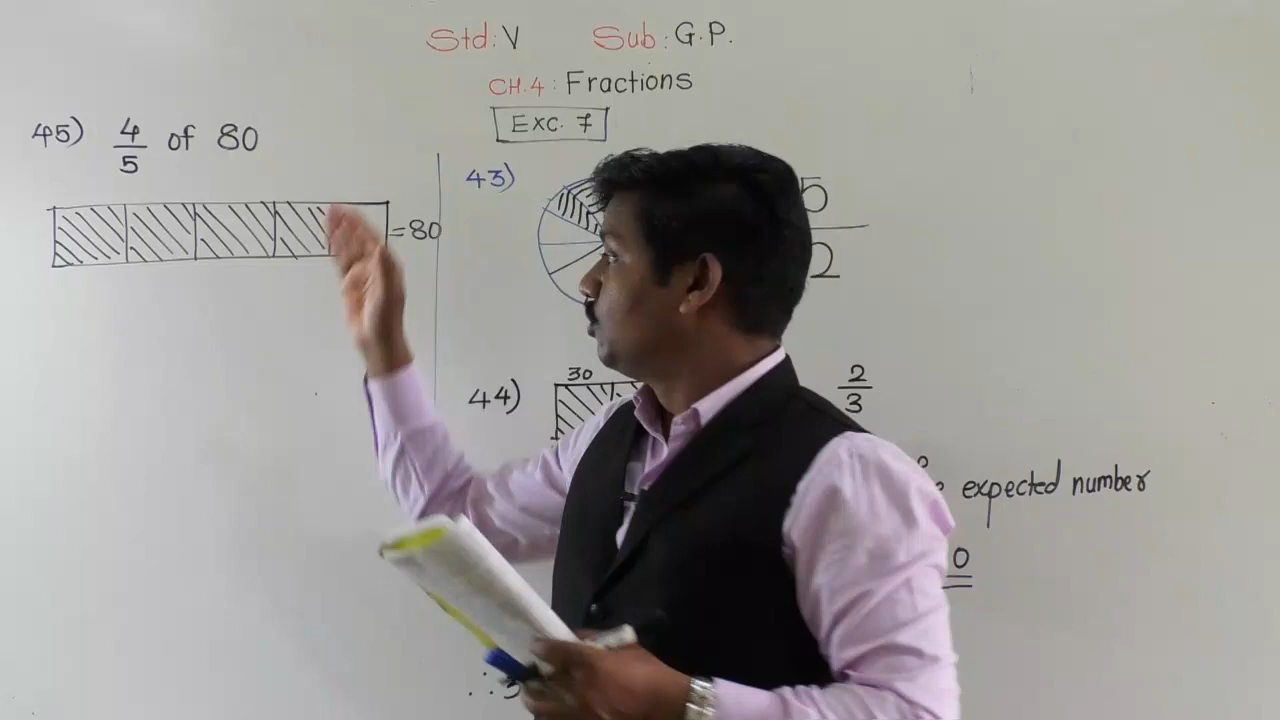 Std: V Sub: G.P.
CH.4: Fractions
Exc. 7
45) 4/5 of 80
= 80
43)
5
2
44) 30
2/3
expected number
0
∴